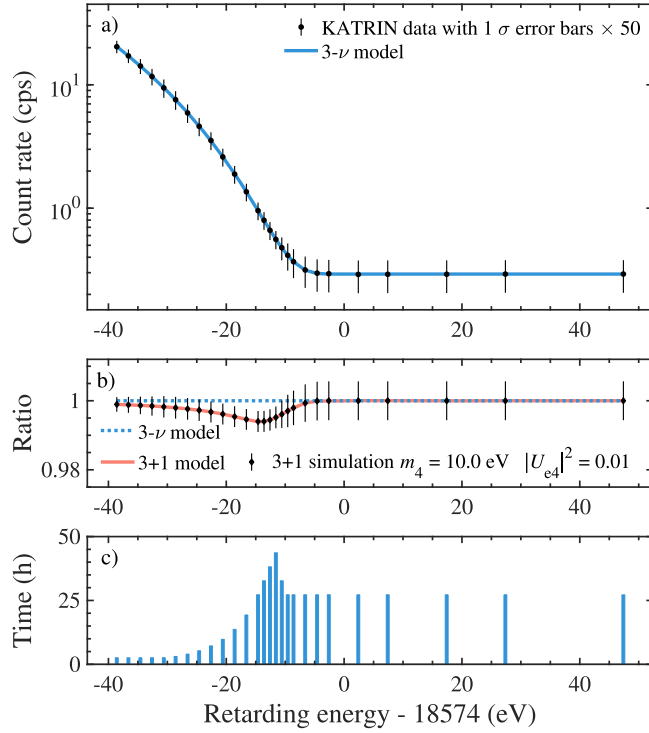 a)
KATRIN data with 1 σ error bars × 50
3-ν model
Count rate (cps)
10^1
10^0
-40 -20 0 20 40
b)
Ratio
1
0.98
3-ν model
3+1 model
3+1 simulation m_4 = 10.0 eV |U_e4|^2 = 0.01
-40 -20 0 20 40
c)
Time (h)
50
25
0
-40 -20 0 20 40
Retarding energy - 18574 (eV)